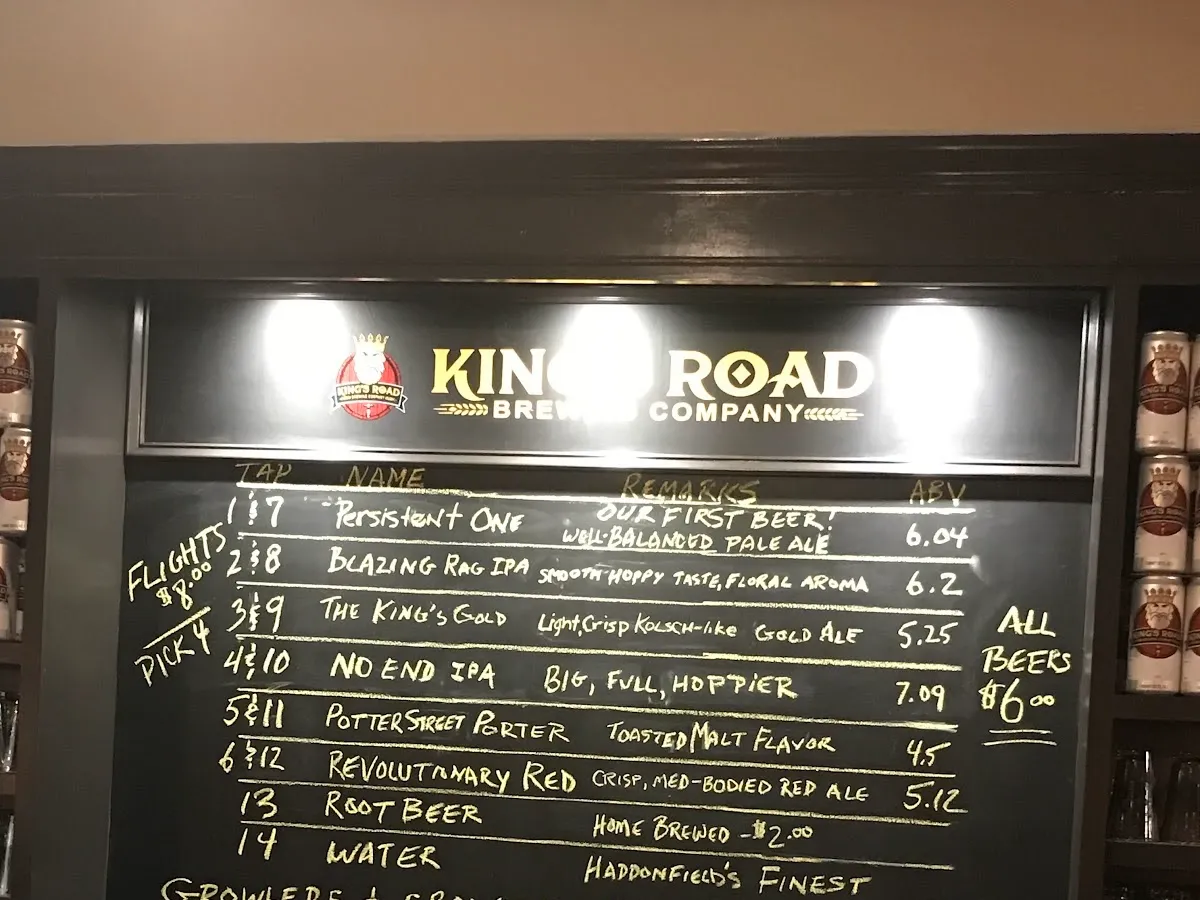 KING'S ROAD
KING ROAD
COMPANY
TAP NAME REMARKS ABV
1 & 7 Persistent ONE OUR FIRST BEER! WELL-BALANCED PALE ALE 6.04
2 & 8 BLAZING RAG IPA SMOOTH HOPPY TASTE, FLORAL AROMA 6.2
3 & 9 THE KING'S GOLD Light, Crisp Kolsch-like GOLD ALE 5.25
4 & 10 NO END IPA BIG, FULL, HOPPIER 7.09
5 & 11 POTTER STREET PORTER TOASTED MALT FLAVOR 4.5
6 & 12 REVOLUTIONARY RED CRISP, MED-BODIED RED ALE 5.12
13 ROOT BEER HOME BREWED - $2.00
14 WATER HADDONFIELD'S FINEST
FLIGHTS
$8.00
PICK 4
ALL
BEERS
$6.00
GROWLERS